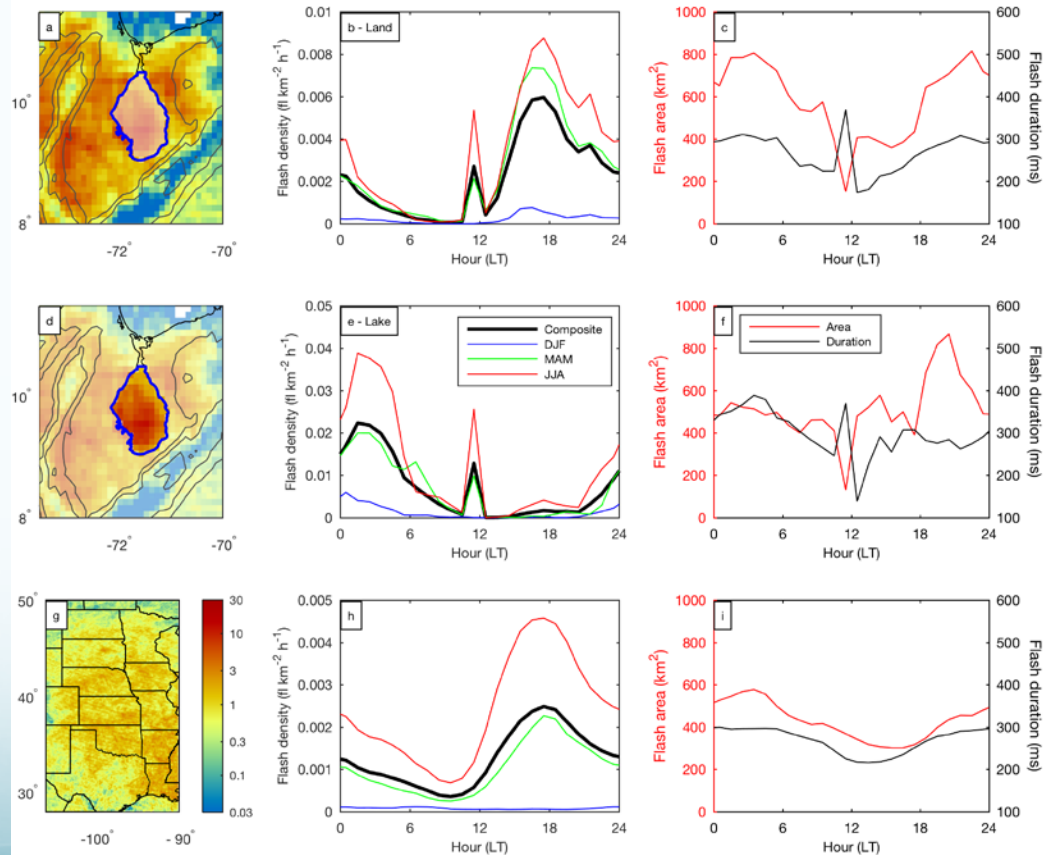 a
10°
8°
-72°
-70°
b - Land
Flash density (fl km⁻² h⁻¹)
0.01
0.008
0.006
0.004
0.002
0
0 6 12 18 24
Hour (LT)
c
Flash area (km²)
1000
800
600
400
200
0
600
500
400
300
200
100
Flash duration (ms)
0 6 12 18 24
Hour (LT)
d
10°
8°
-72°
-70°
e - Lake
Flash density (fl km⁻² h⁻¹)
0.05
0.04
0.03
0.02
0.01
0
Composite
DJF
MAM
JJA
0 6 12 18 24
Hour (LT)
f
Area
Duration
Flash area (km²)
1000
800
600
400
200
0
600
500
400
300
200
100
Flash duration (ms)
0 6 12 18 24
Hour (LT)
g
50°
40°
30°
-100°
- 90°
30
10
3
1
0.3
0.1
0.03
h
Flash density (fl km⁻² h⁻¹)
0.005
0.004
0.003
0.002
0.001
0
0 6 12 18 24
Hour (LT)
i
Flash area (km²)
1000
800
600
400
200
0
600
500
400
300
200
100
Flash duration (ms)
0 6 12 18 24
Hour (LT)